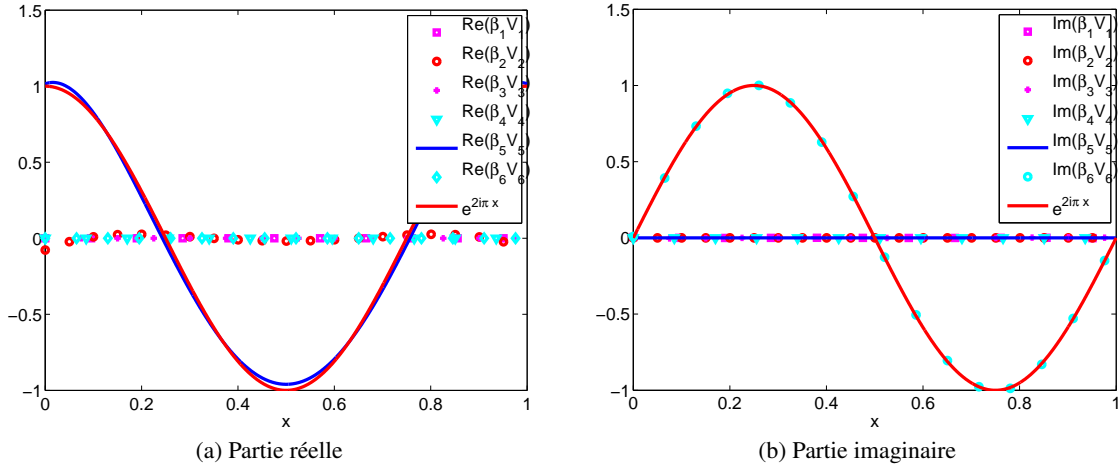 1.5
1
0.5
0
−0.5
−1
0 0.2 0.4 0.6 0.8 1
x
Re(β₁V₁)
Re(β₂V₂)
Re(β₃V₃)
Re(β₄V₄)
Re(β₅V₅)
Re(β₆V₆)
e^{2iπ x}
(a) Partie réelle
1.5
1
0.5
0
−0.5
−1
0 0.2 0.4 0.6 0.8 1
x
Im(β₁V₁)
Im(β₂V₂)
Im(β₃V₃)
Im(β₄V₄)
Im(β₅V₅)
Im(β₆V₆)
e^{2iπ x}
(b) Partie imaginaire